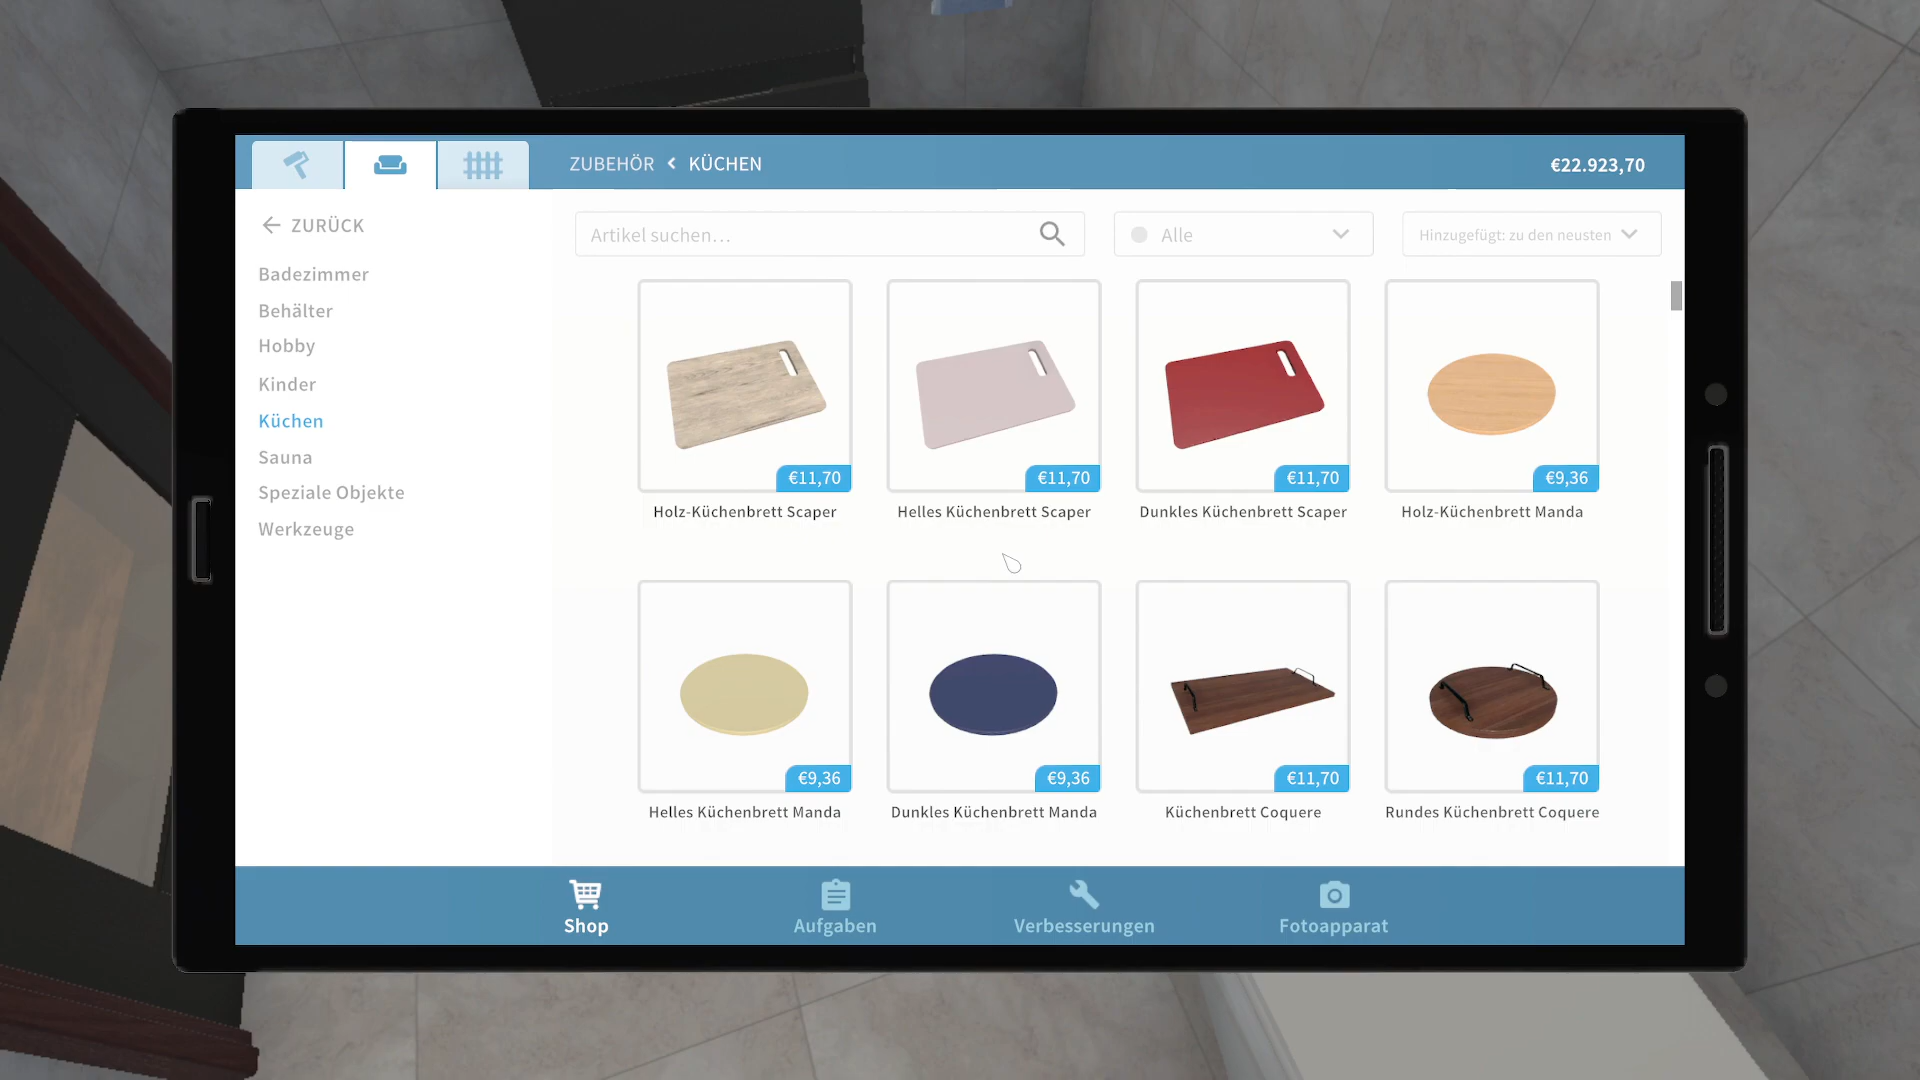 ZUBEHÖR < KÜCHEN
€22.923,70
ZURÜCK
Artikel suchen...
Alle
Hinzugefügt: zu den neusten
Badezimmer
Behälter
Hobby
Kinder
Küchen
Sauna
Speziale Objekte
Werkzeuge
€11,70
€11,70
€11,70
€9,36
Holz-Küchenbrett Scaper
Helles Küchenbrett Scaper
Dunkles Küchenbrett Scaper
Holz-Küchenbrett Manda
€9,36
€9,36
€11,70
€11,70
Helles Küchenbrett Manda
Dunkles Küchenbrett Manda
Küchenbrett Coquere
Rundes Küchenbrett Coquere
Shop
Aufgaben
Verbesserungen
Fotoapparat